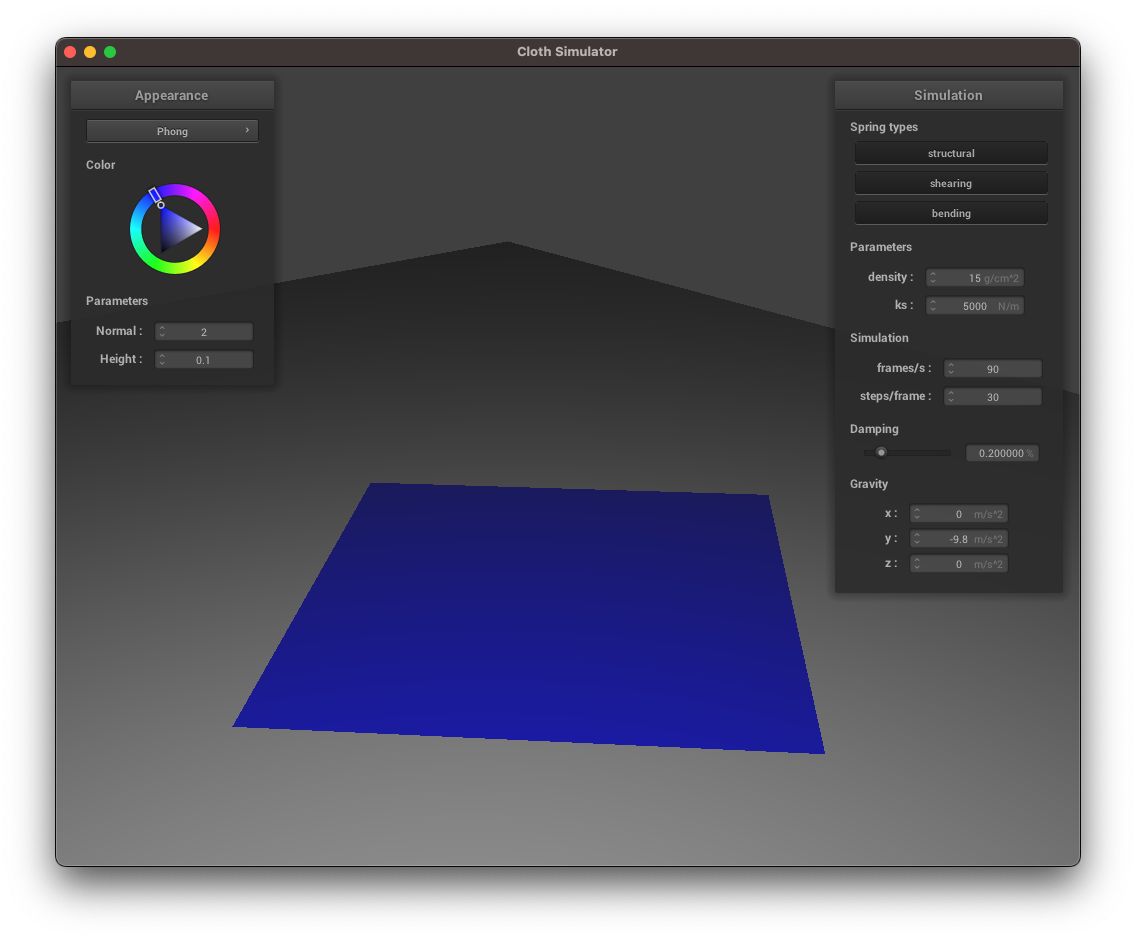 Cloth Simulator
Appearance
Phong
Color
Parameters
Normal : 2
Height : 0.1
Simulation
Spring types
structural
shearing
bending
Parameters
density : 15 g/cm^2
ks : 5000 N/m
Simulation
frames/s : 90
steps/frame : 30
Damping
0.200000 %
Gravity
x : 0 m/s^2
y : -9.8 m/s^2
z : 0 m/s^2